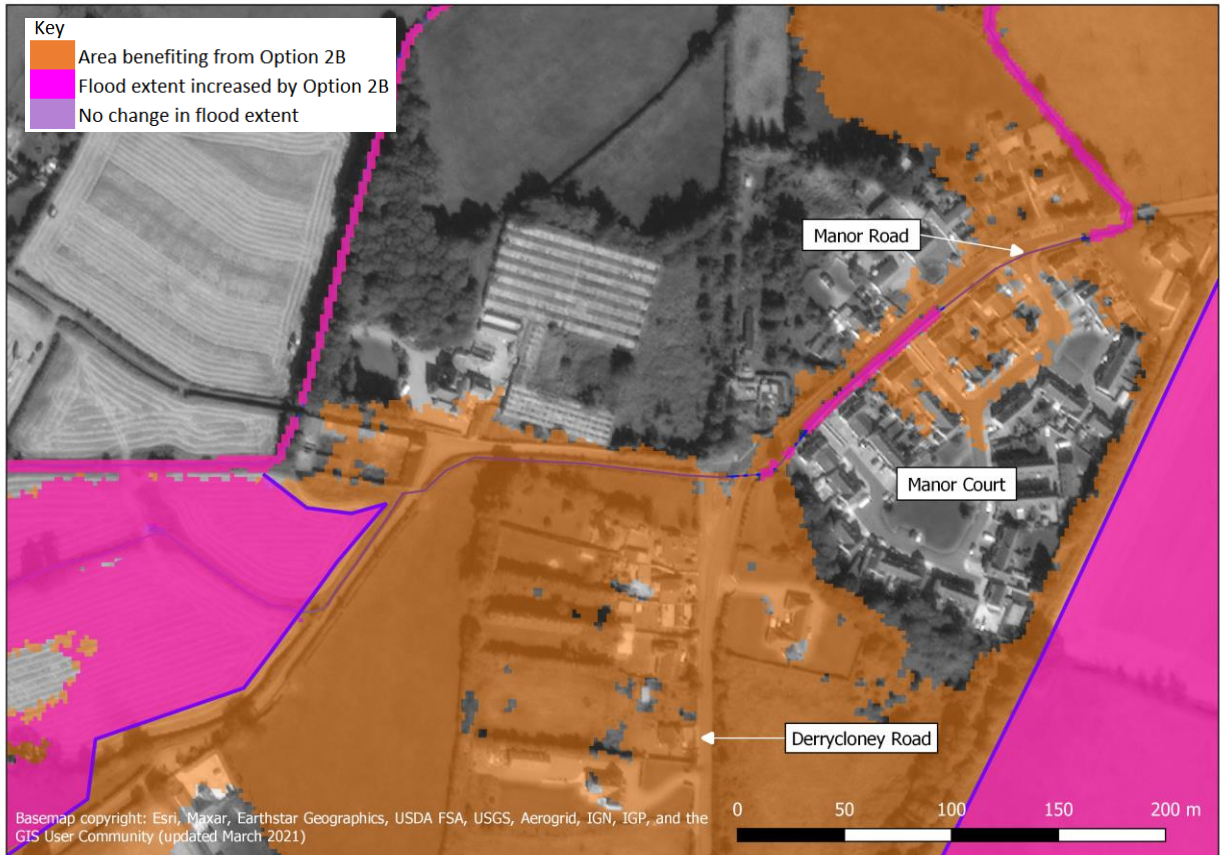 Key
Area benefiting from Option 2B
Flood extent increased by Option 2B
No change in flood extent
Manor Road
Manor Court
Derrycloney Road
0 50 100 150 200 m
Basemap copyright: Esri, Maxar, Earthstar Geographics, USDA FSA, USGS, Aerogrid, IGN, IGP, and the
GIS User Community (updated March 2021)